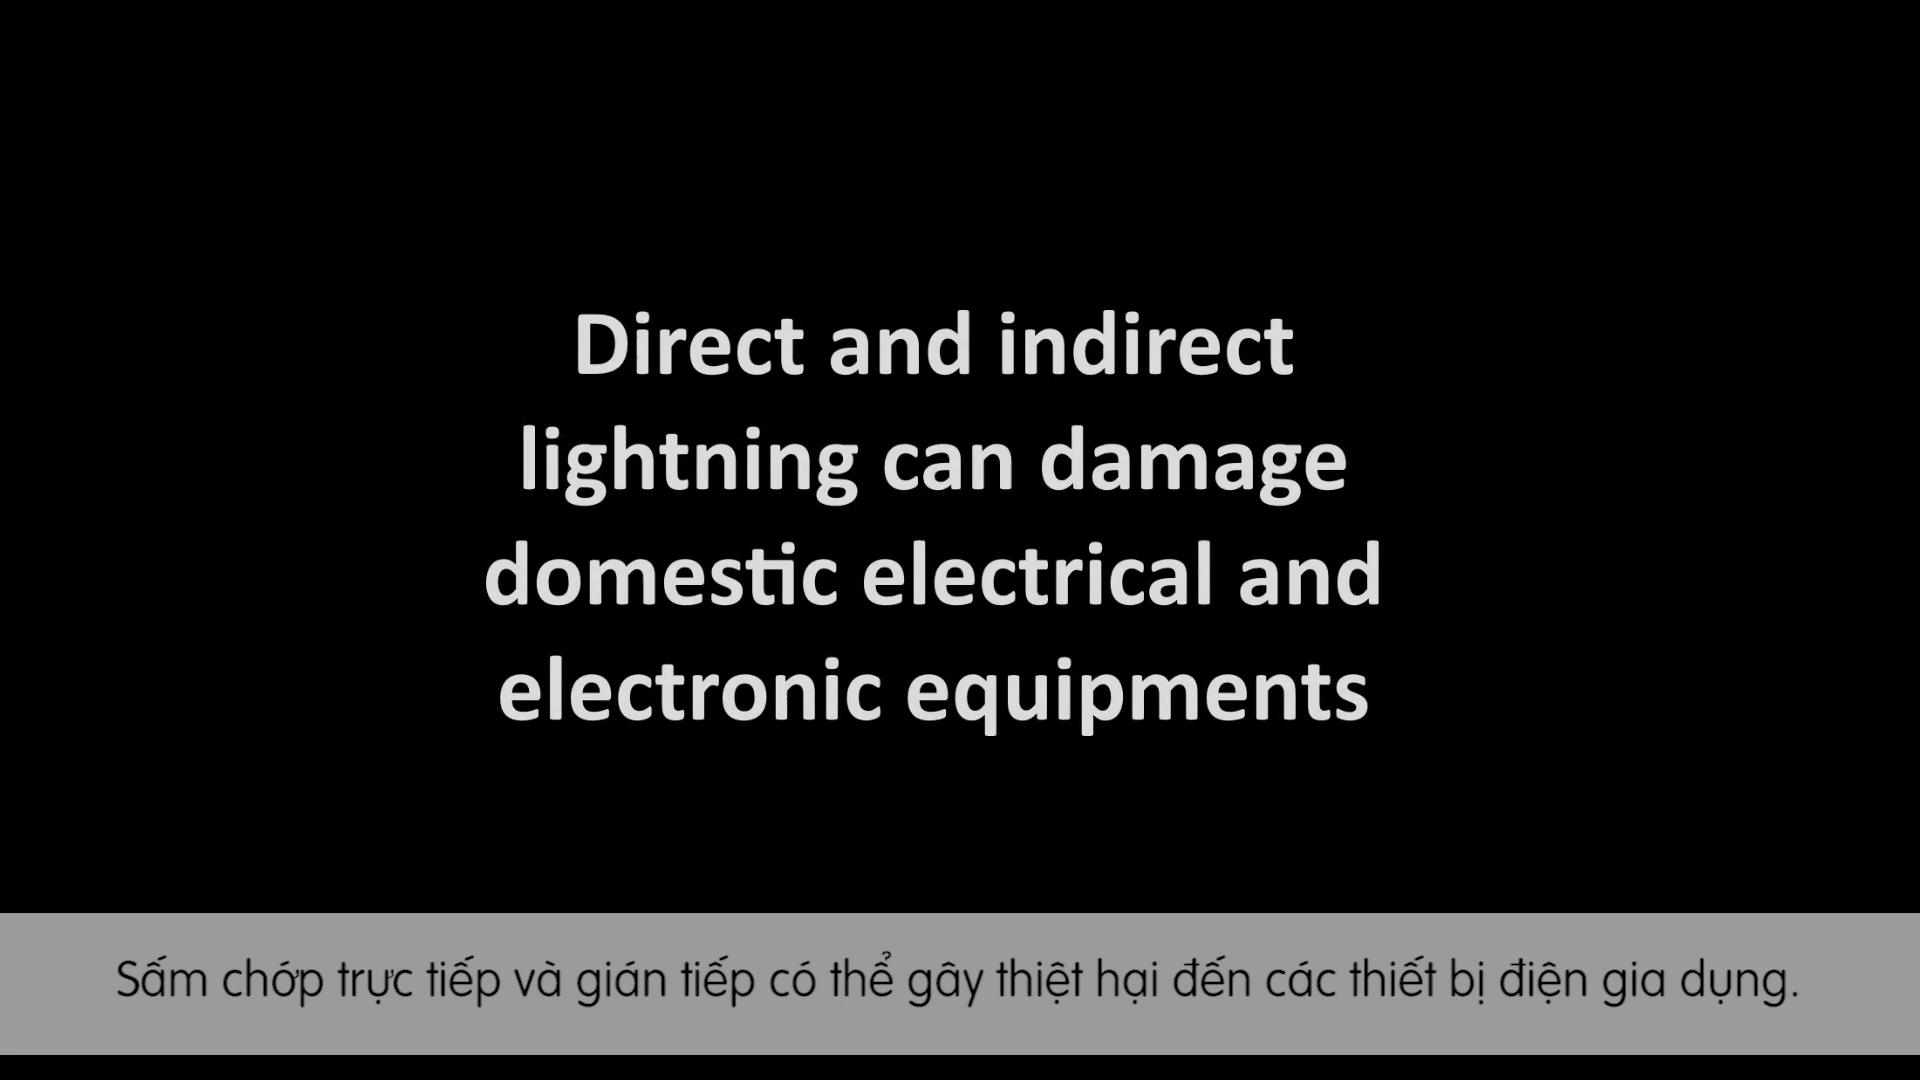 Direct and indirect
lightning can damage
domestic electrical and
electronic equipments
Sấm chớp trực tiếp và gián tiếp có thể gây thiệt hại đến các thiết bị điện gia dụng.